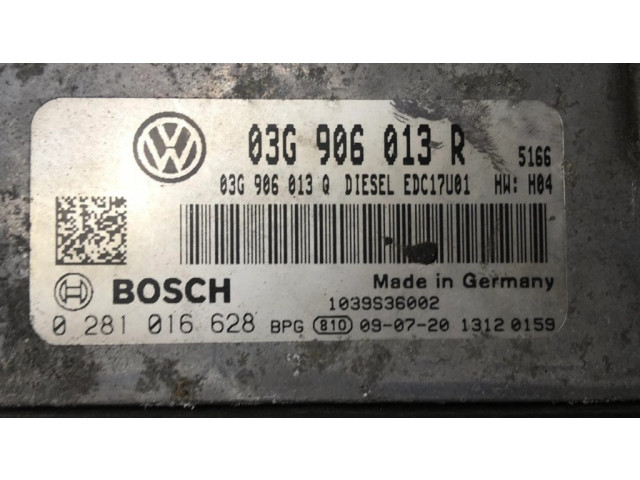 03G 906 013 R 5166
03G 906 013 Q DIESEL EDC17U01 HW: H04
BOSCH Made in Germany
1039S36002
0 281 016 628 BPG 810 09-07-20 1312 0159